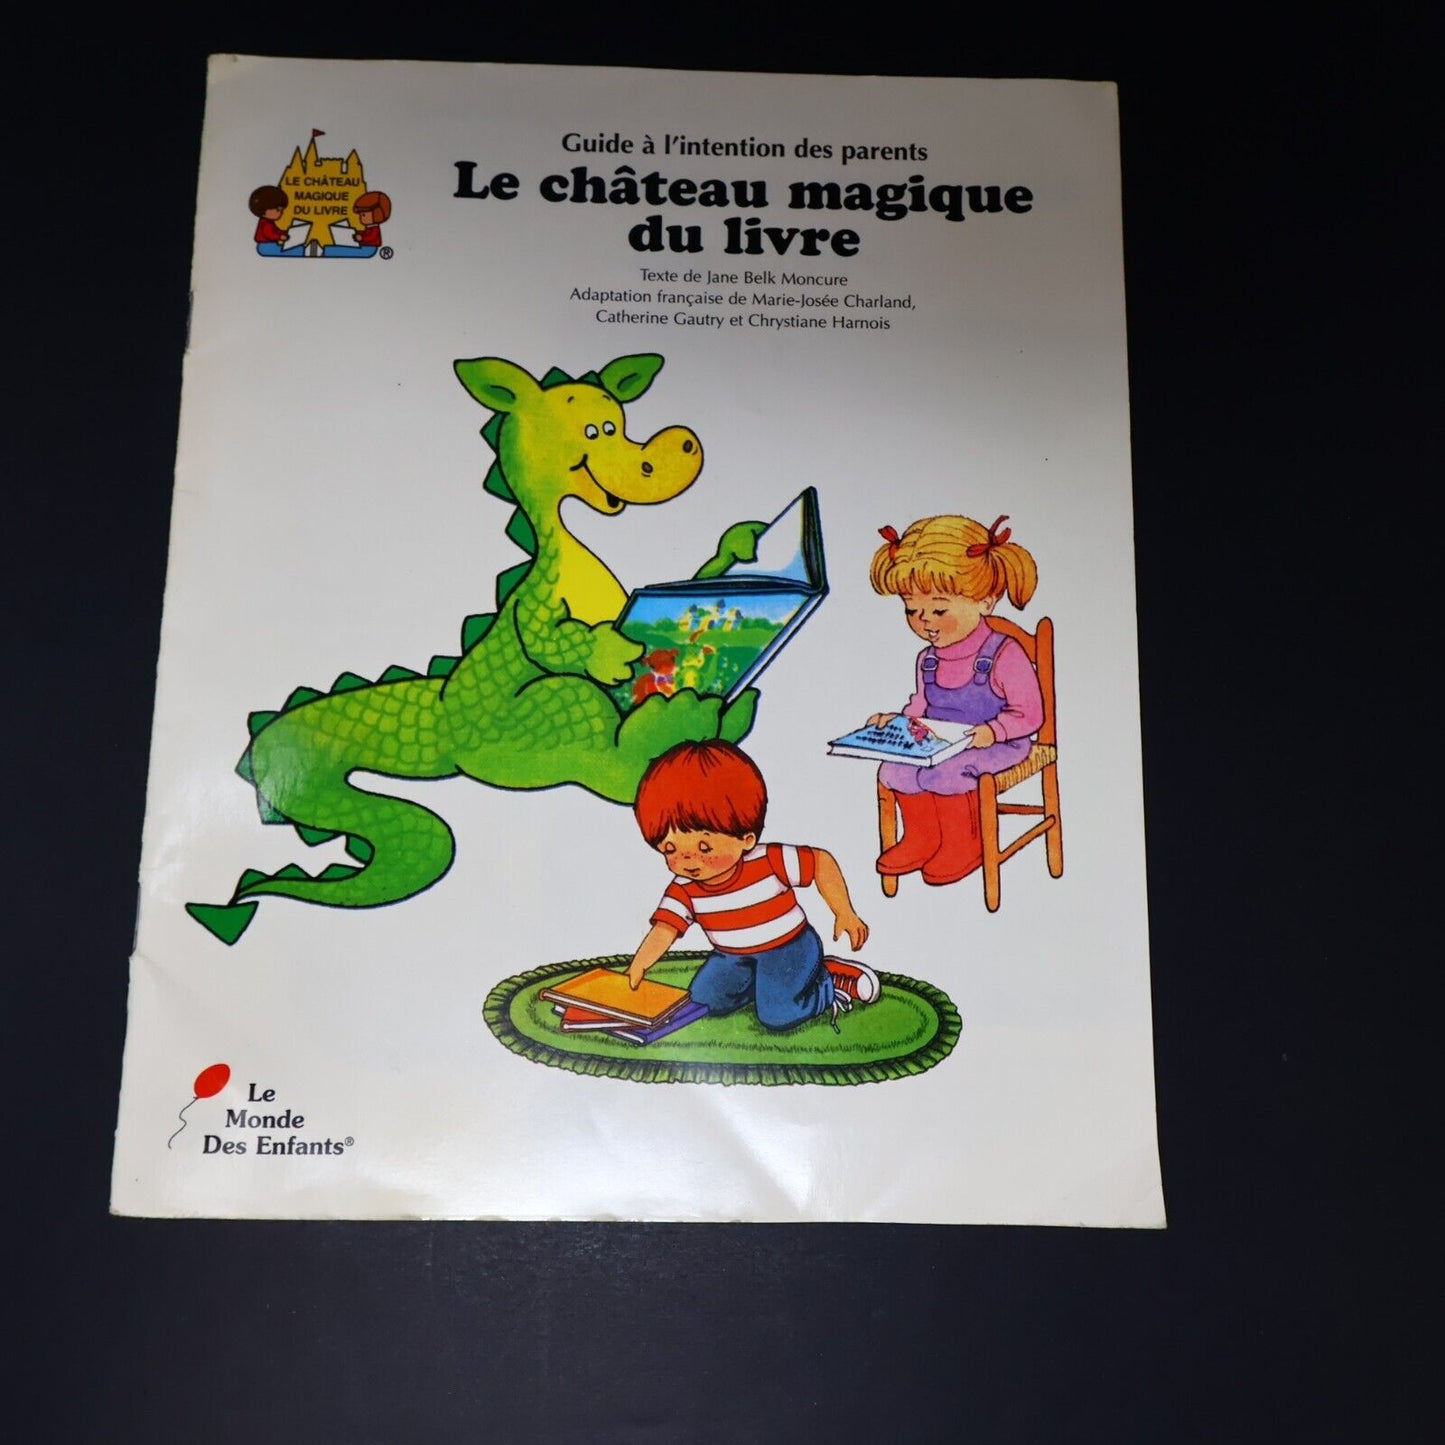 Guide à l'intention des parents
Le château magique
du livre
Texte de Jane Belk Moncure
Adaptation française de Marie-Josée Charland,
Catherine Gautry et Chrystiane Harnois
LE CHÂTEAU
MAGIQUE
DU LIVRE
®
Le
Monde
Des Enfants®